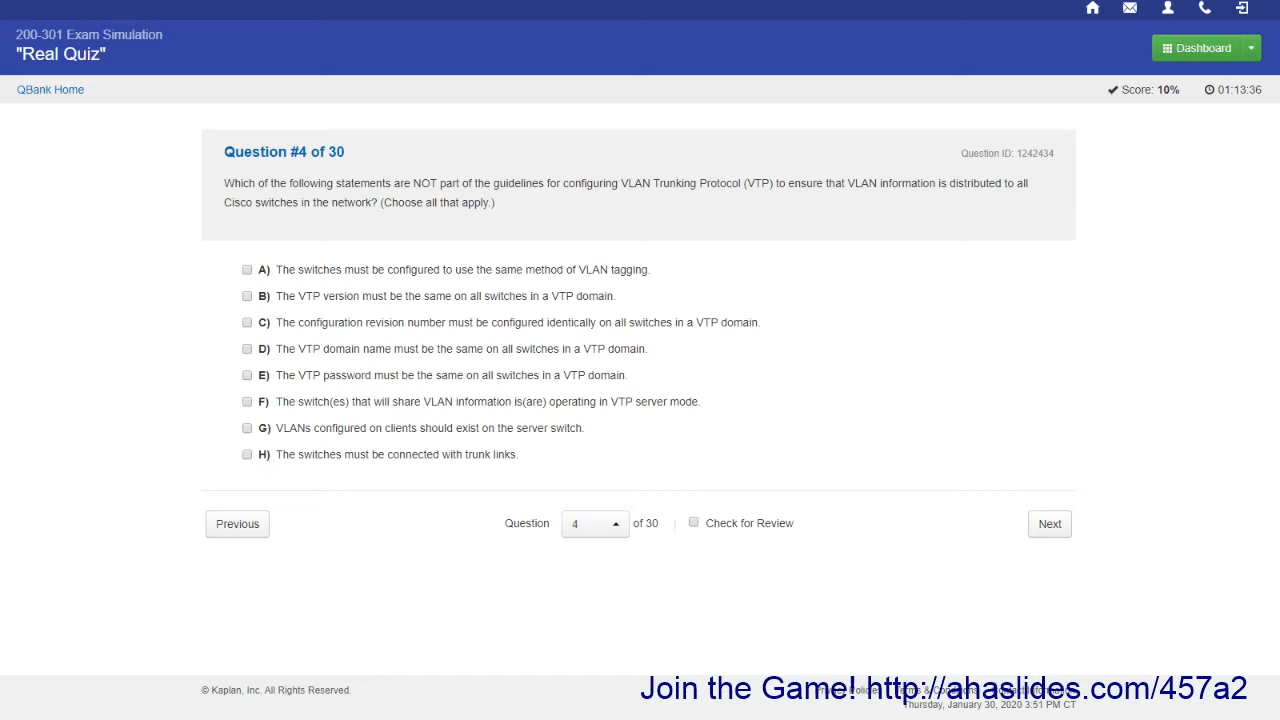 200-301 Exam Simulation
"Real Quiz"
Dashboard
QBank Home
Score: 10% 01:13:36
Question #4 of 30
Question ID: 1242434
Which of the following statements are NOT part of the guidelines for configuring VLAN Trunking Protocol (VTP) to ensure that VLAN information is distributed to all
Cisco switches in the network? (Choose all that apply.)
A) The switches must be configured to use the same method of VLAN tagging.
B) The VTP version must be the same on all switches in a VTP domain.
C) The configuration revision number must be configured identically on all switches in a VTP domain.
D) The VTP domain name must be the same on all switches in a VTP domain.
E) The VTP password must be the same on all switches in a VTP domain.
F) The switch(es) that will share VLAN information is(are) operating in VTP server mode.
G) VLANs configured on clients should exist on the server switch.
H) The switches must be connected with trunk links.
Previous
Question 4 of 30 | Check for Review
Next
© Kaplan, Inc. All Rights Reserved.
Join the Game! http://ahaslides.com/457a2
Thursday, January 30, 2020 3:51 PM CT